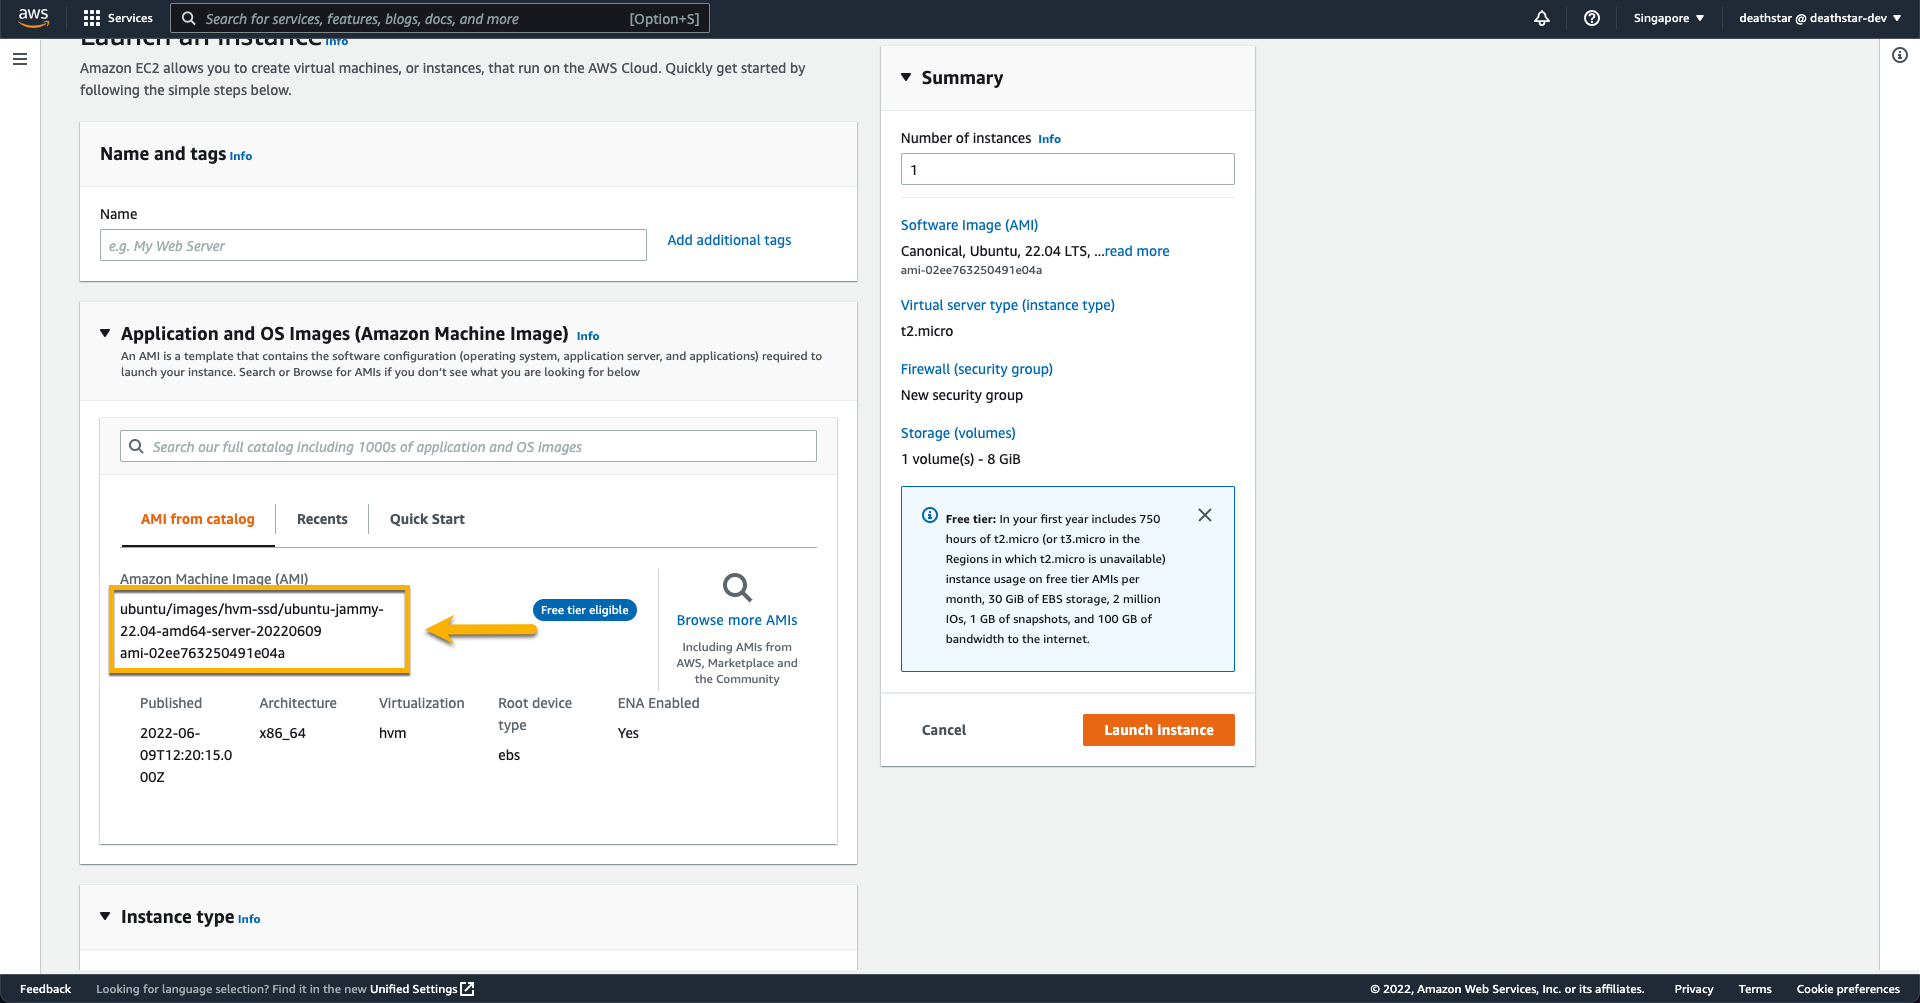 aws
Services
Search for services, features, blogs, docs, and more
[Option+S]
Singapore
deathstar @ deathstar-dev
Launch an instance Info
Amazon EC2 allows you to create virtual machines, or instances, that run on the AWS Cloud. Quickly get started by
following the simple steps below.
Name and tags Info
Name
e.g. My Web Server
Add additional tags
Application and OS Images (Amazon Machine Image) Info
An AMI is a template that contains the software configuration (operating system, application server, and applications) required to
launch your instance. Search or Browse for AMIs if you don't see what you are looking for below
Search our full catalog including 1000s of application and OS images
AMI from catalog
Recents
Quick Start
Amazon Machine Image (AMI)
ubuntu/images/hvm-ssd/ubuntu-jammy-
22.04-amd64-server-20220609
ami-02ee763250491e04a
Free tier eligible
Browse more AMIs
Including AMIs from
AWS, Marketplace and
the Community
Published
2022-06-
09T12:20:15.0
00Z
Architecture
x86_64
Virtualization
hvm
Root device
type
ebs
ENA Enabled
Yes
Instance type Info
Summary
Number of instances Info
1
Software Image (AMI)
Canonical, Ubuntu, 22.04 LTS, ...read more
ami-02ee763250491e04a
Virtual server type (instance type)
t2.micro
Firewall (security group)
New security group
Storage (volumes)
1 volume(s) - 8 GiB
Free tier: In your first year includes 750
hours of t2.micro (or t3.micro in the
Regions in which t2.micro is unavailable)
instance usage on free tier AMIs per
month, 30 GiB of EBS storage, 2 million
IOs, 1 GB of snapshots, and 100 GB of
bandwidth to the internet.
Cancel
Launch instance
Feedback
Looking for language selection? Find it in the new Unified Settings
© 2022, Amazon Web Services, Inc. or its affiliates.
Privacy
Terms
Cookie preferences